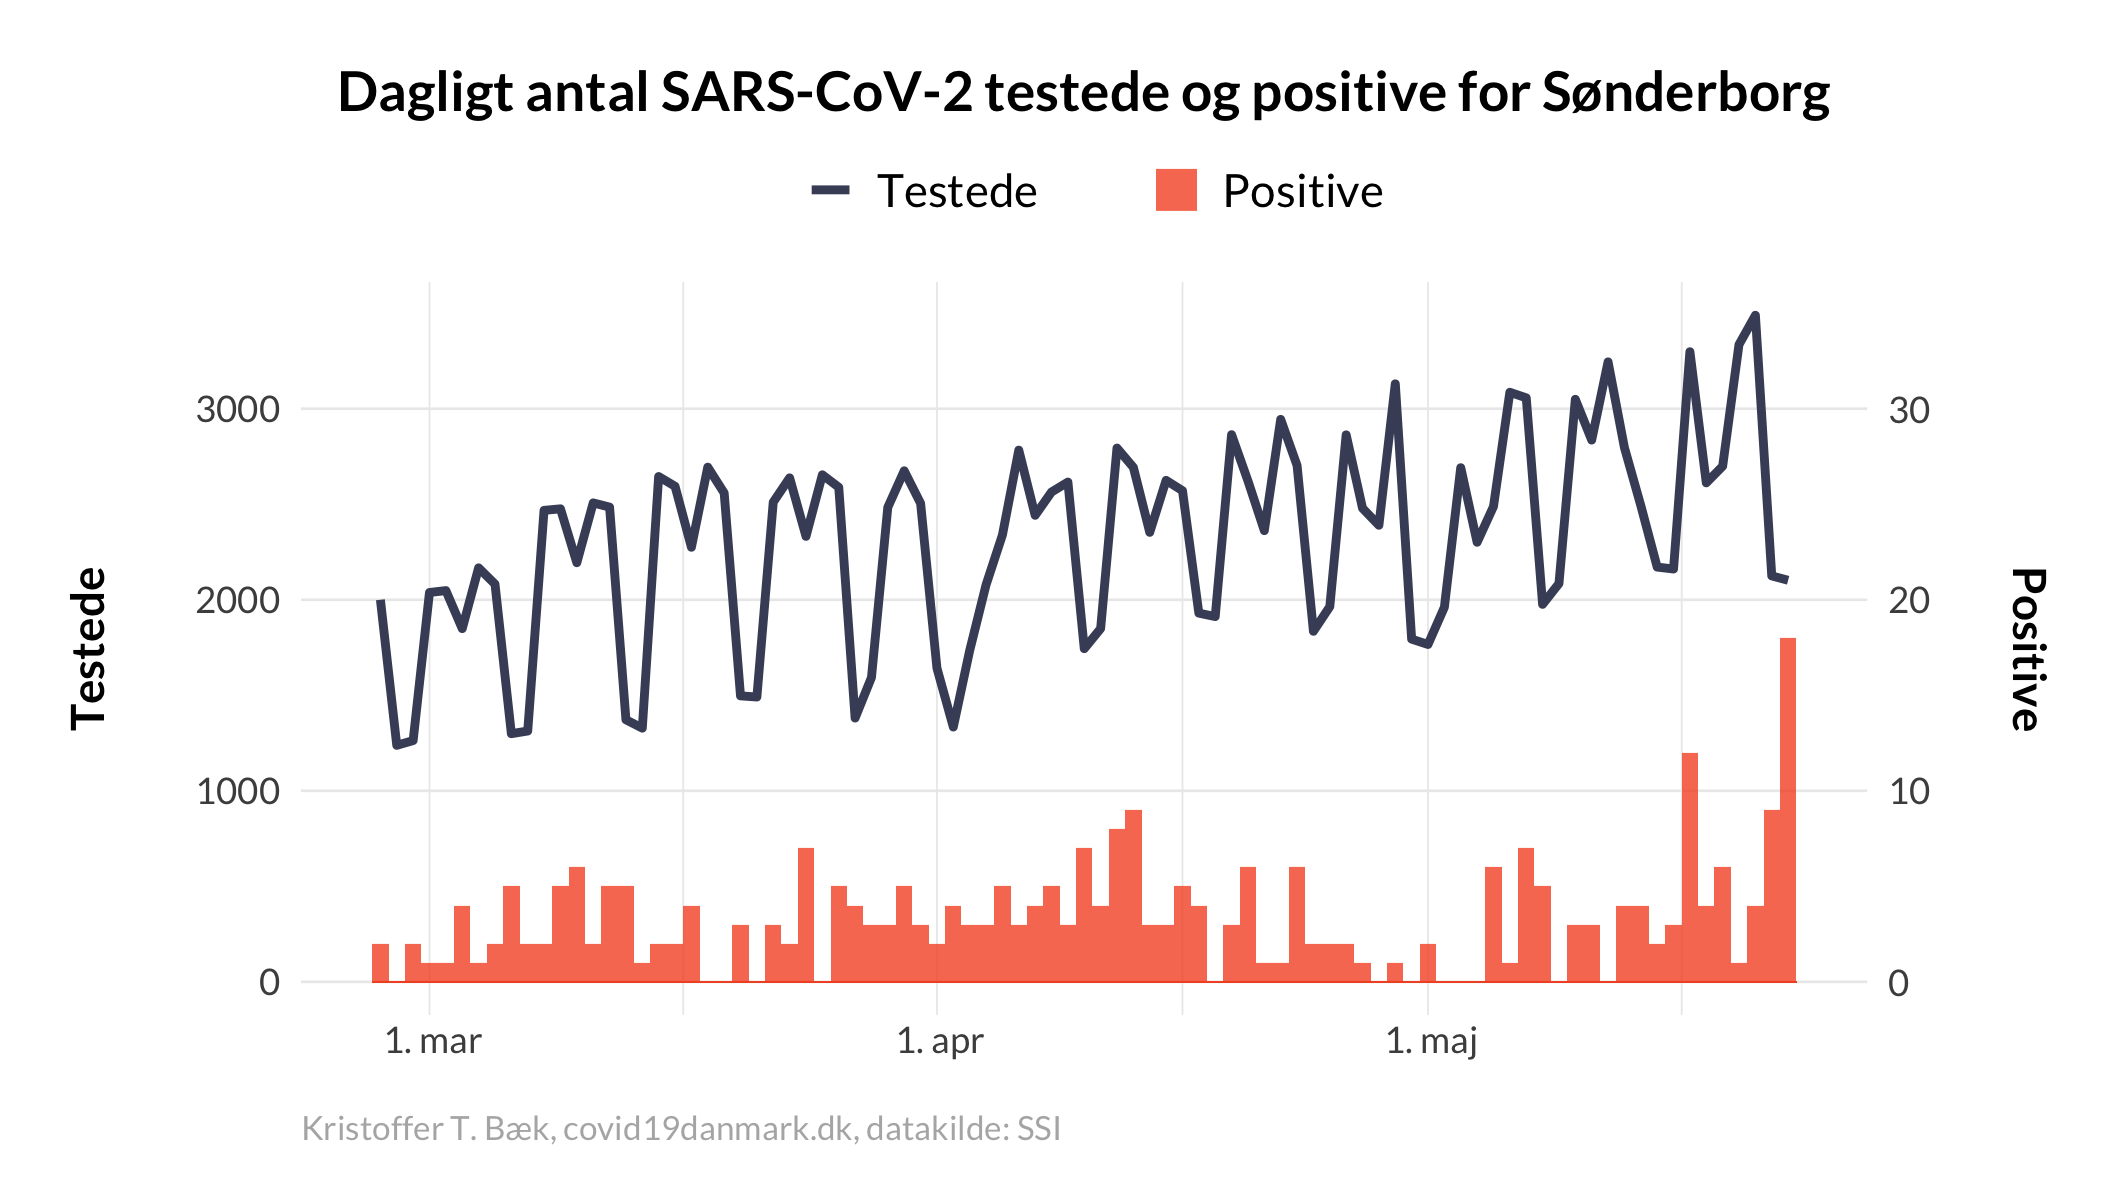 Dagligt antal SARS-CoV-2 testede og positive for Sønderborg
Testede Positive
3000
2000
1000
0
Testede
30
20
10
0
Positive
1. mar 1. apr 1. maj
Kristoffer T. Bæk, covid19danmark.dk, datakilde: SSI